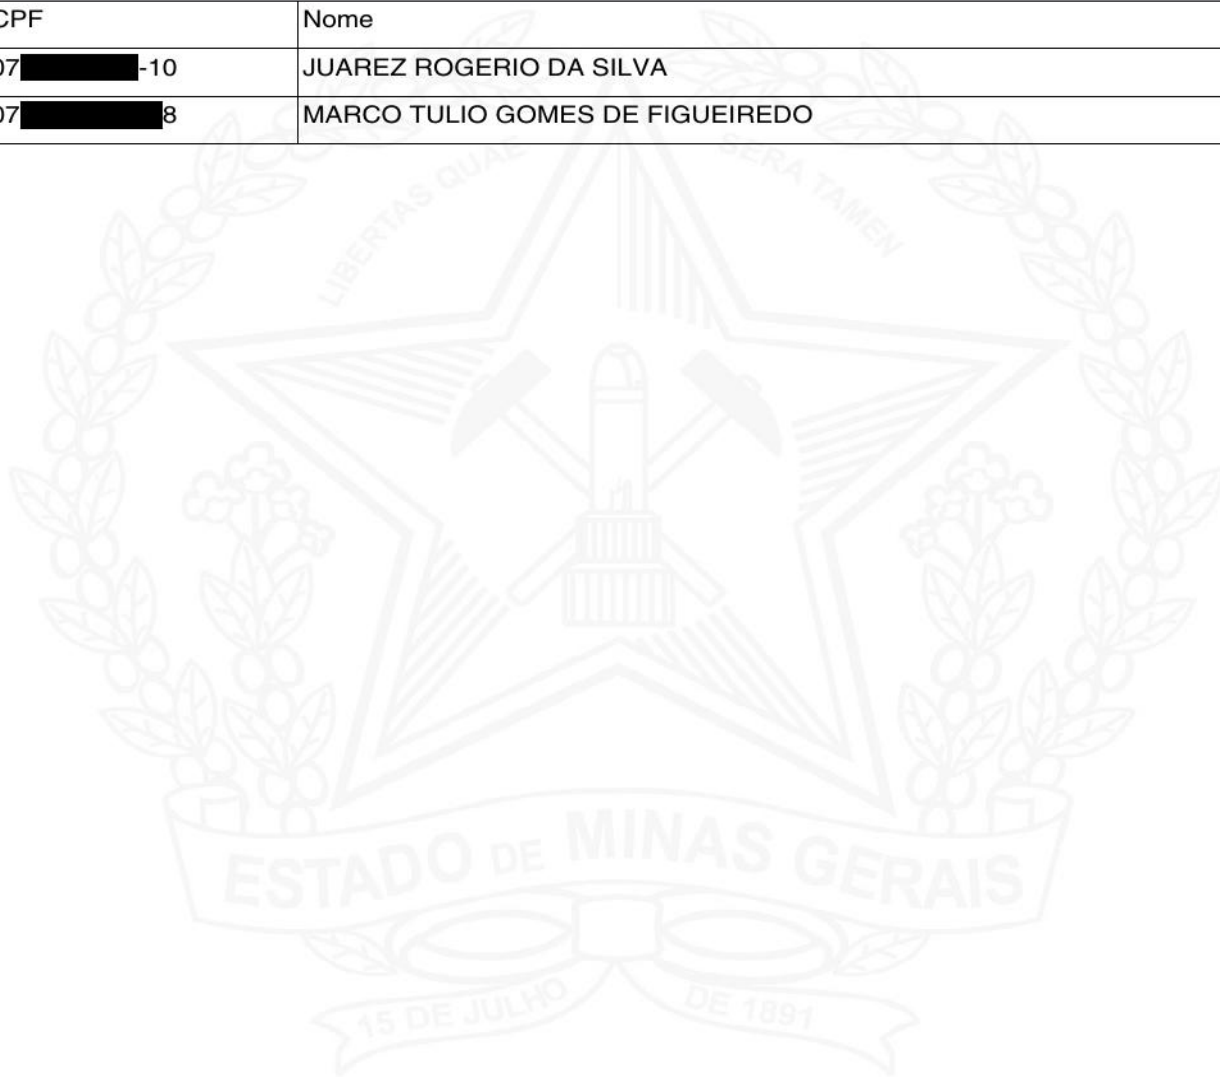 CPF Nome
07 -10 JUAREZ ROGERIO DA SILVA
07 8 MARCO TULIO GOMES DE FIGUEIREDO
LIBERTAS QUAE SERA TAMEN
ESTADO DE MINAS GERAIS
15 DE JULHO DE 1891